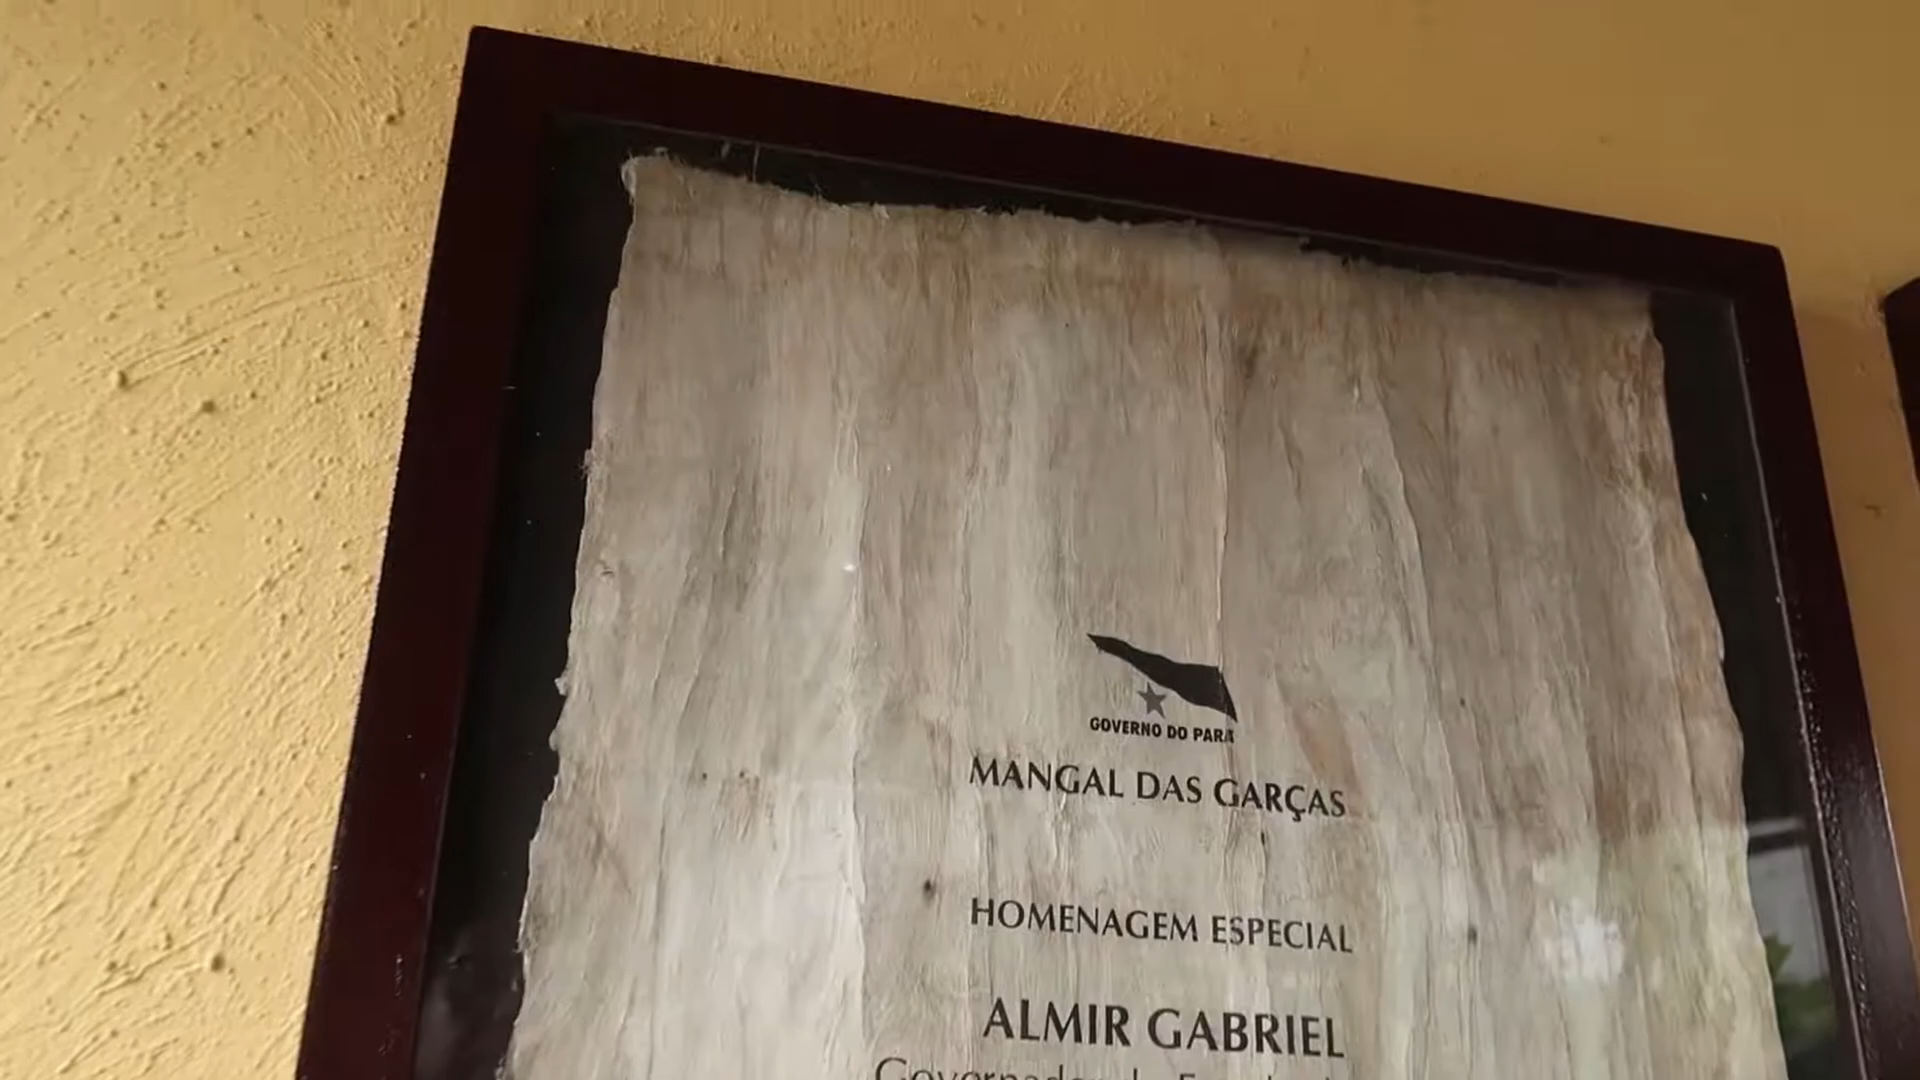 GOVERNO DO PARÁ
MANGAL DAS GARÇAS
HOMENAGEM ESPECIAL
ALMIR GABRIEL